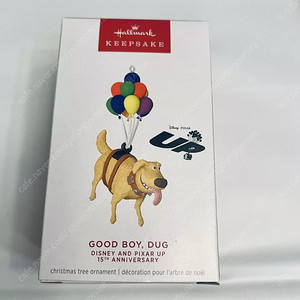 Hallmark
KEEPSAKE
DISNEY · PIXAR
UP
GOOD BOY, DUG
DISNEY AND PIXAR UP
15TH ANNIVERSARY
christmas tree ornament | décoration pour l'arbre de noël